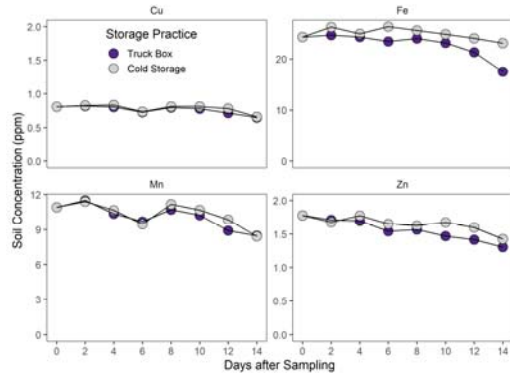 Cu
Fe
Storage Practice
Truck Box
Cold Storage
2.0
1.5
1.0
0.5
0.0
20
10
0
Soil Concentration (ppm)
Mn
Zn
12
9
6
3
0
2.0
1.5
1.0
0.5
0.0
0 2 4 6 8 10 12 14
0 2 4 6 8 10 12 14
Days after Sampling